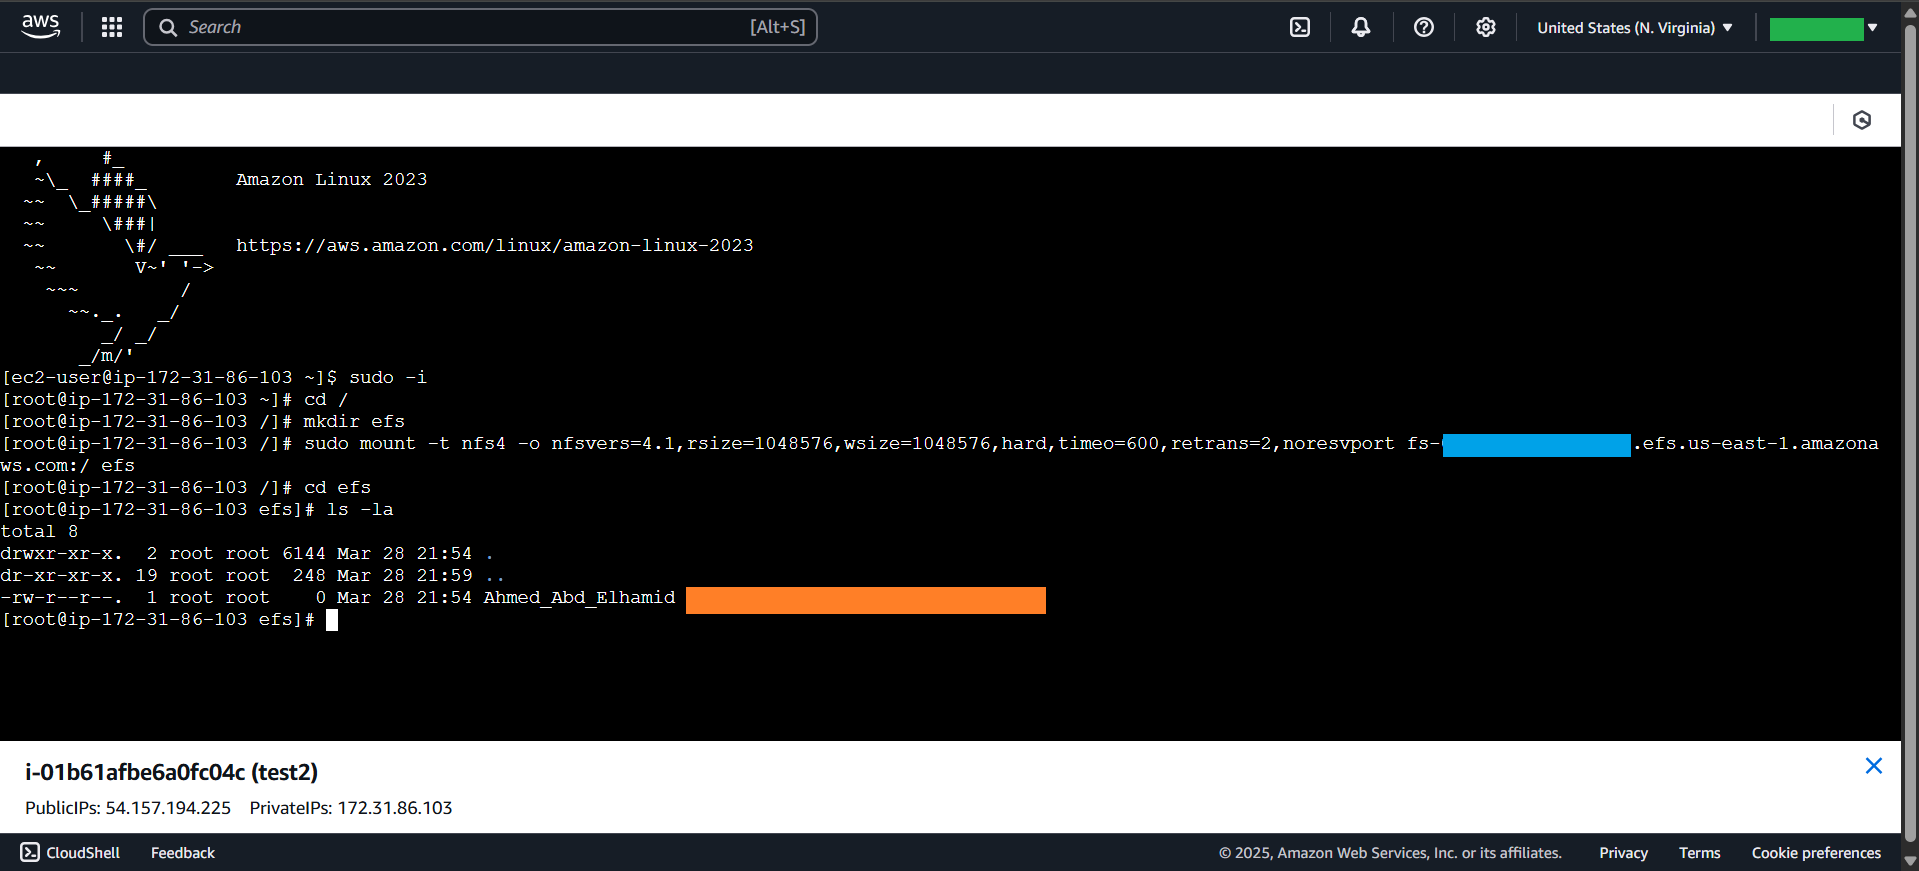 aws
Search [Alt+S]
United States (N. Virginia)
, #_
~\_ ####_ Amazon Linux 2023
~~ \_#####\
~~ \###|
~~ \#/ ___ https://aws.amazon.com/linux/amazon-linux-2023
~~ V~' '->
~~~ /
~~._. _/
_/ _/
_/m/'
[ec2-user@ip-172-31-86-103 ~]$ sudo -i
[root@ip-172-31-86-103 ~]# cd /
[root@ip-172-31-86-103 /]# mkdir efs
[root@ip-172-31-86-103 /]# sudo mount -t nfs4 -o nfsvers=4.1,rsize=1048576,wsize=1048576,hard,timeo=600,retrans=2,noresvport fs- .efs.us-east-1.amazona
ws.com:/ efs
[root@ip-172-31-86-103 /]# cd efs
[root@ip-172-31-86-103 efs]# ls -la
total 8
drwxr-xr-x. 2 root root 6144 Mar 28 21:54 .
dr-xr-xr-x. 19 root root 248 Mar 28 21:59 ..
-rw-r--r--. 1 root root 0 Mar 28 21:54 Ahmed_Abd_Elhamid
[root@ip-172-31-86-103 efs]#
i-01b61afbe6a0fc04c (test2)
PublicIPs: 54.157.194.225 PrivateIPs: 172.31.86.103
CloudShell Feedback © 2025, Amazon Web Services, Inc. or its affiliates. Privacy Terms Cookie preferences